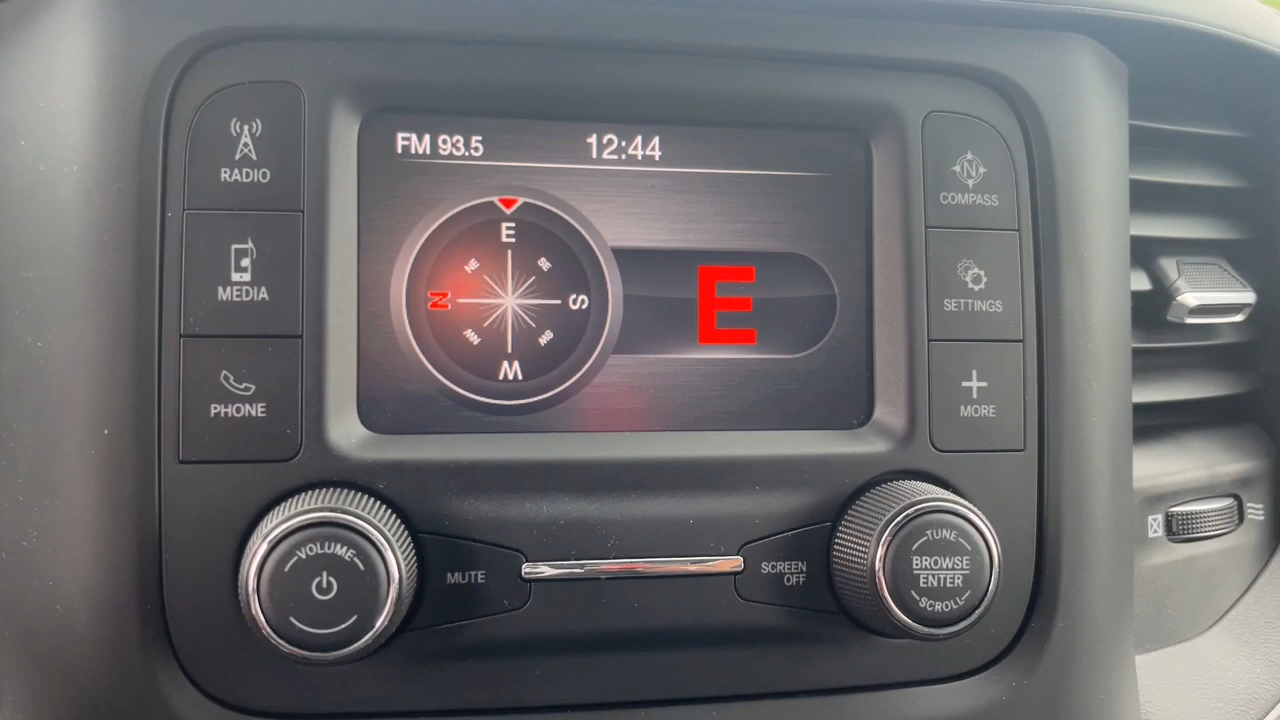 RADIO
MEDIA
PHONE
FM 93.5
12:44
E
NE
SE
N
S
NW
SW
W
E
N
COMPASS
SETTINGS
MORE
VOLUME
MUTE
SCREEN
OFF
TUNE
BROWSE
ENTER
SCROLL